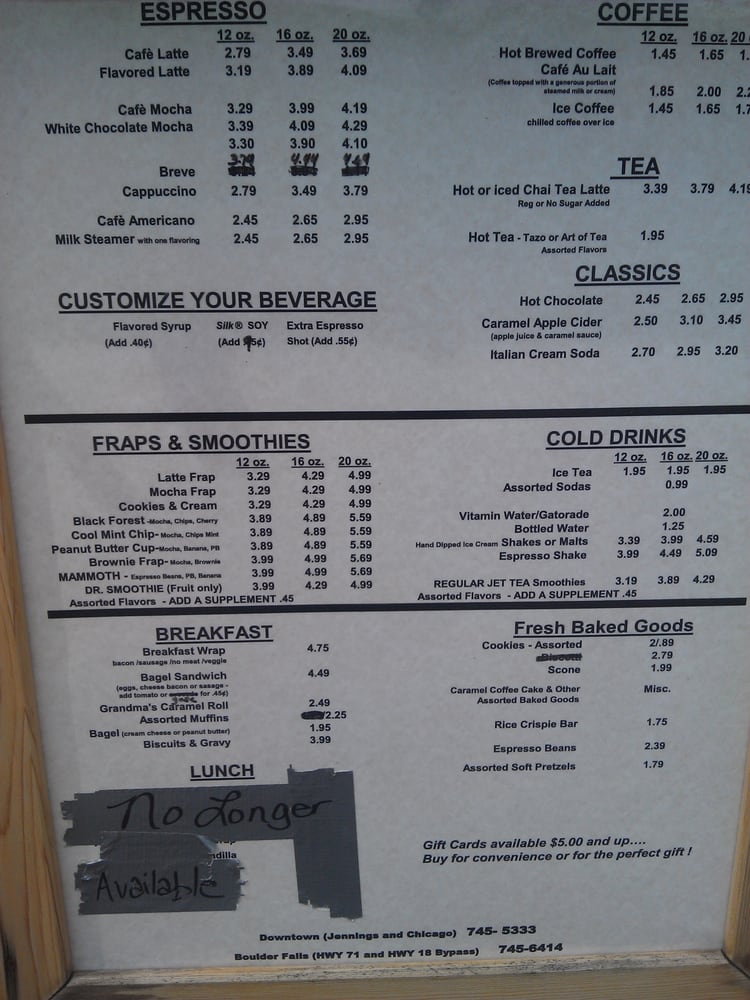 ESPRESSO
12 oz. 16 oz. 20 oz.
Cafè Latte 2.79 3.49 3.69
Flavored Latte 3.19 3.89 4.09
Cafè Mocha 3.29 3.99 4.19
White Chocolate Mocha 3.39 4.09 4.29
3.30 3.90 4.10
Breve
Cappuccino 2.79 3.49 3.79
Cafè Americano 2.45 2.65 2.95
Milk Steamer with one flavoring 2.45 2.65 2.95
CUSTOMIZE YOUR BEVERAGE
Flavored Syrup Silk® SOY Extra Espresso
(Add .40¢) (Add 5¢) Shot (Add .55¢)
COFFEE
12 oz. 16 oz. 20
Hot Brewed Coffee 1.45 1.65 1.
Café Au Lait
(Coffee topped with a generous portion of
steamed milk or cream) 1.85 2.00 2.2
Ice Coffee 1.45 1.65 1.7
chilled coffee over ice
TEA
Hot or iced Chai Tea Latte 3.39 3.79 4.19
Reg or No Sugar Added
Hot Tea - Tazo or Art of Tea 1.95
Assorted Flavors
CLASSICS
Hot Chocolate 2.45 2.65 2.95
Caramel Apple Cider 2.50 3.10 3.45
(apple juice & caramel sauce)
Italian Cream Soda 2.70 2.95 3.20
FRAPS & SMOOTHIES
12 oz. 16 oz. 20 oz.
Latte Frap 3.29 4.29 4.99
Mocha Frap 3.29 4.29 4.99
Cookies & Cream 3.29 4.29 4.99
Black Forest -Mocha, Chips, Cherry 3.89 4.89 5.59
Cool Mint Chip- Mocha, Chips Mint 3.89 4.89 5.59
Peanut Butter Cup-Mocha, Banana, PB 3.89 4.89 5.59
Brownie Frap- Mocha, Brownie 3.99 4.99 5.69
MAMMOTH - Espresso Beans, PB, Banana 3.99 4.99 5.69
DR. SMOOTHIE (Fruit only) 3.99 4.29 4.99
Assorted Flavors - ADD A SUPPLEMENT .45
COLD DRINKS
12 oz. 16 oz. 20 oz.
Ice Tea 1.95 1.95 1.95
Assorted Sodas 0.99
Vitamin Water/Gatorade 2.00
Bottled Water 1.25
Hand Dipped Ice Cream Shakes or Malts 3.39 3.99 4.59
Espresso Shake 3.99 4.49 5.09
REGULAR JET TEA Smoothies 3.19 3.89 4.29
Assorted Flavors - ADD A SUPPLEMENT .45
BREAKFAST
Breakfast Wrap 4.75
bacon /sausage /no meat /veggie
Bagel Sandwich 4.49
(eggs, cheese bacon or sasage -
add tomato or for .45¢)
Grandma's Caramel Roll 2.49
Assorted Muffins /2.25
Bagel (cream cheese or peanut butter) 1.95
Biscuits & Gravy 3.99
LUNCH
No Longer
ndilla
Available
Fresh Baked Goods
Cookies - Assorted 2/.89
Biscotti 2.79
Scone 1.99
Caramel Coffee Cake & Other Misc.
Assorted Baked Goods
Rice Crispie Bar 1.75
Espresso Beans 2.39
Assorted Soft Pretzels 1.79
Gift Cards available $5.00 and up....
Buy for convenience or for the perfect gift !
Downtown (Jennings and Chicago) 745- 5333
Boulder Falls (HWY 71 and HWY 18 Bypass) 745-6414